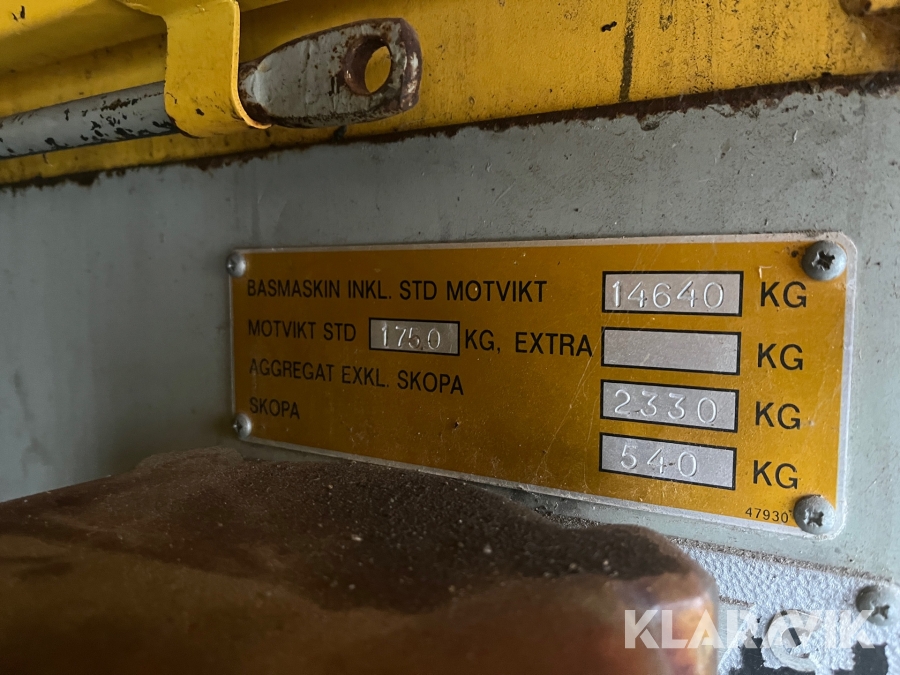 BASMASKIN INKL. STD MOTVIKT 14640 KG
MOTVIKT STD 1750 KG, EXTRA KG
AGGREGAT EXKL. SKOPA 2330 KG
SKOPA 540 KG
47930
KLARAVIK